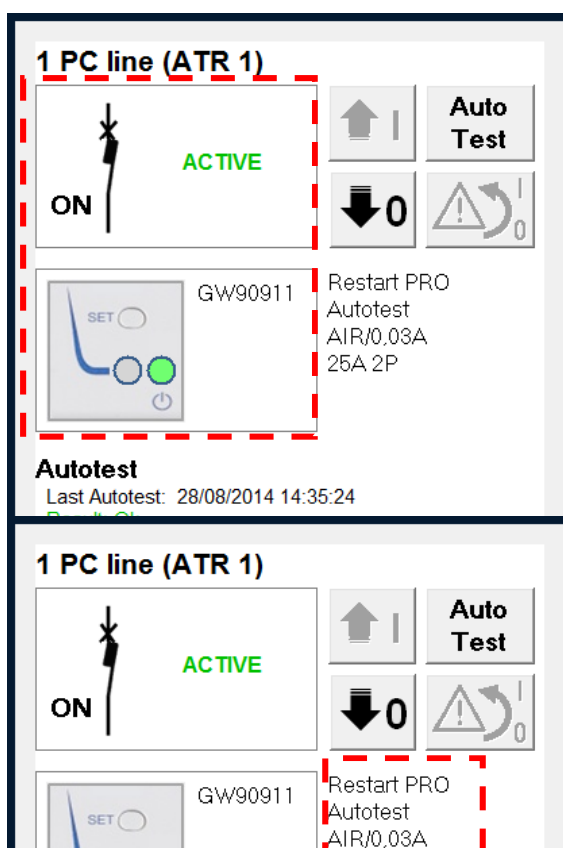 1 PC line (ATR 1)
ACTIVE
ON
I
Auto
Test
0
I
0
SET
GW90911
Restart PRO
Autotest
AIR/0,03A
25A 2P
Autotest
Last Autotest: 28/08/2014 14:35:24
1 PC line (ATR 1)
ACTIVE
ON
I
Auto
Test
0
I
0
SET
GW90911
Restart PRO
Autotest
AIR/0,03A